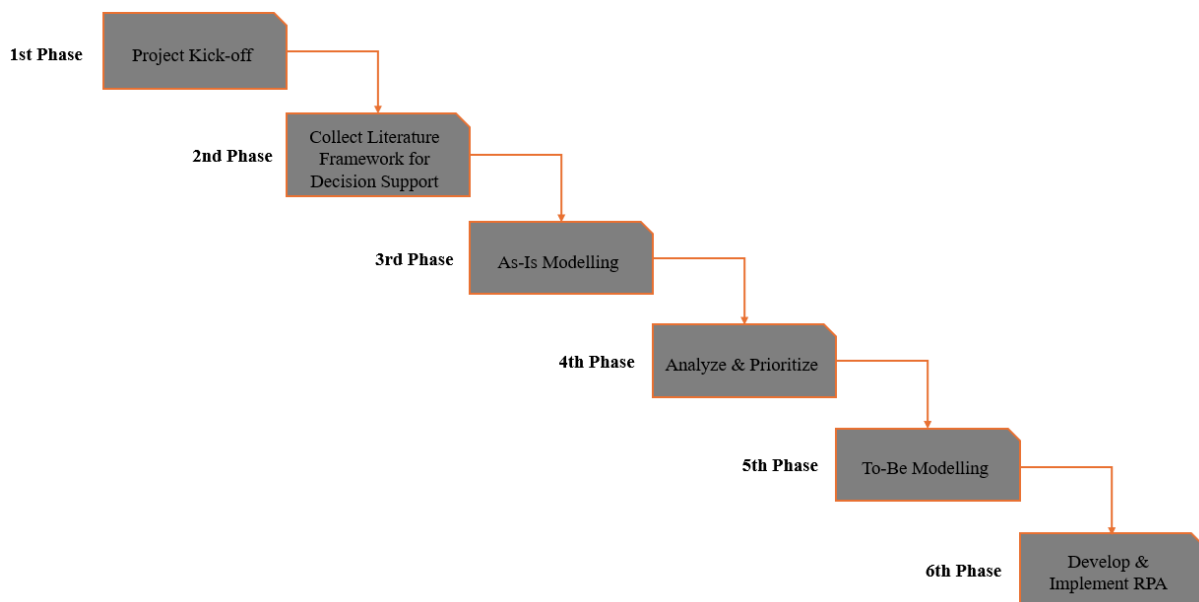 1st Phase
Project Kick-off
2nd Phase
Collect Literature
Framework for
Decision Support
3rd Phase
As-Is Modelling
4th Phase
Analyze & Prioritize
5th Phase
To-Be Modelling
6th Phase
Develop &
Implement RPA